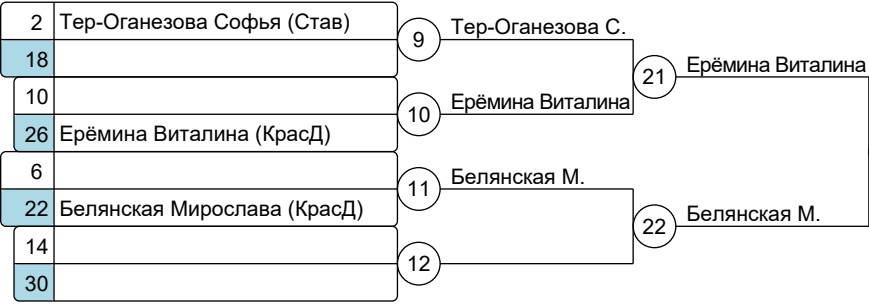 2 Тер-Оганезова Софья (Став)
9 Тер-Оганезова С.
18
21 Ерёмина Виталина
10
10 Ерёмина Виталина
26 Ерёмина Виталина (КрасД)
6
11 Белянская М.
22 Белянская Мирослава (КрасД)
22 Белянская М.
14
12
30